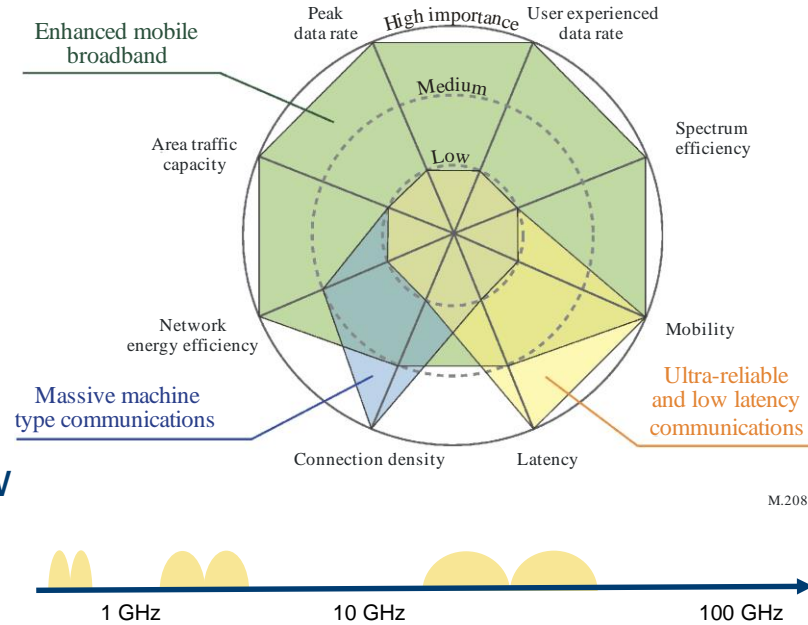 Peak
data rate
High importance
User experienced
data rate
Enhanced mobile
broadband
Medium
Area traffic
capacity
Low
Spectrum
efficiency
Network
energy efficiency
Mobility
Massive machine
type communications
Ultra-reliable
and low latency
communications
Connection density
Latency
M.208
1 GHz
10 GHz
100 GHz